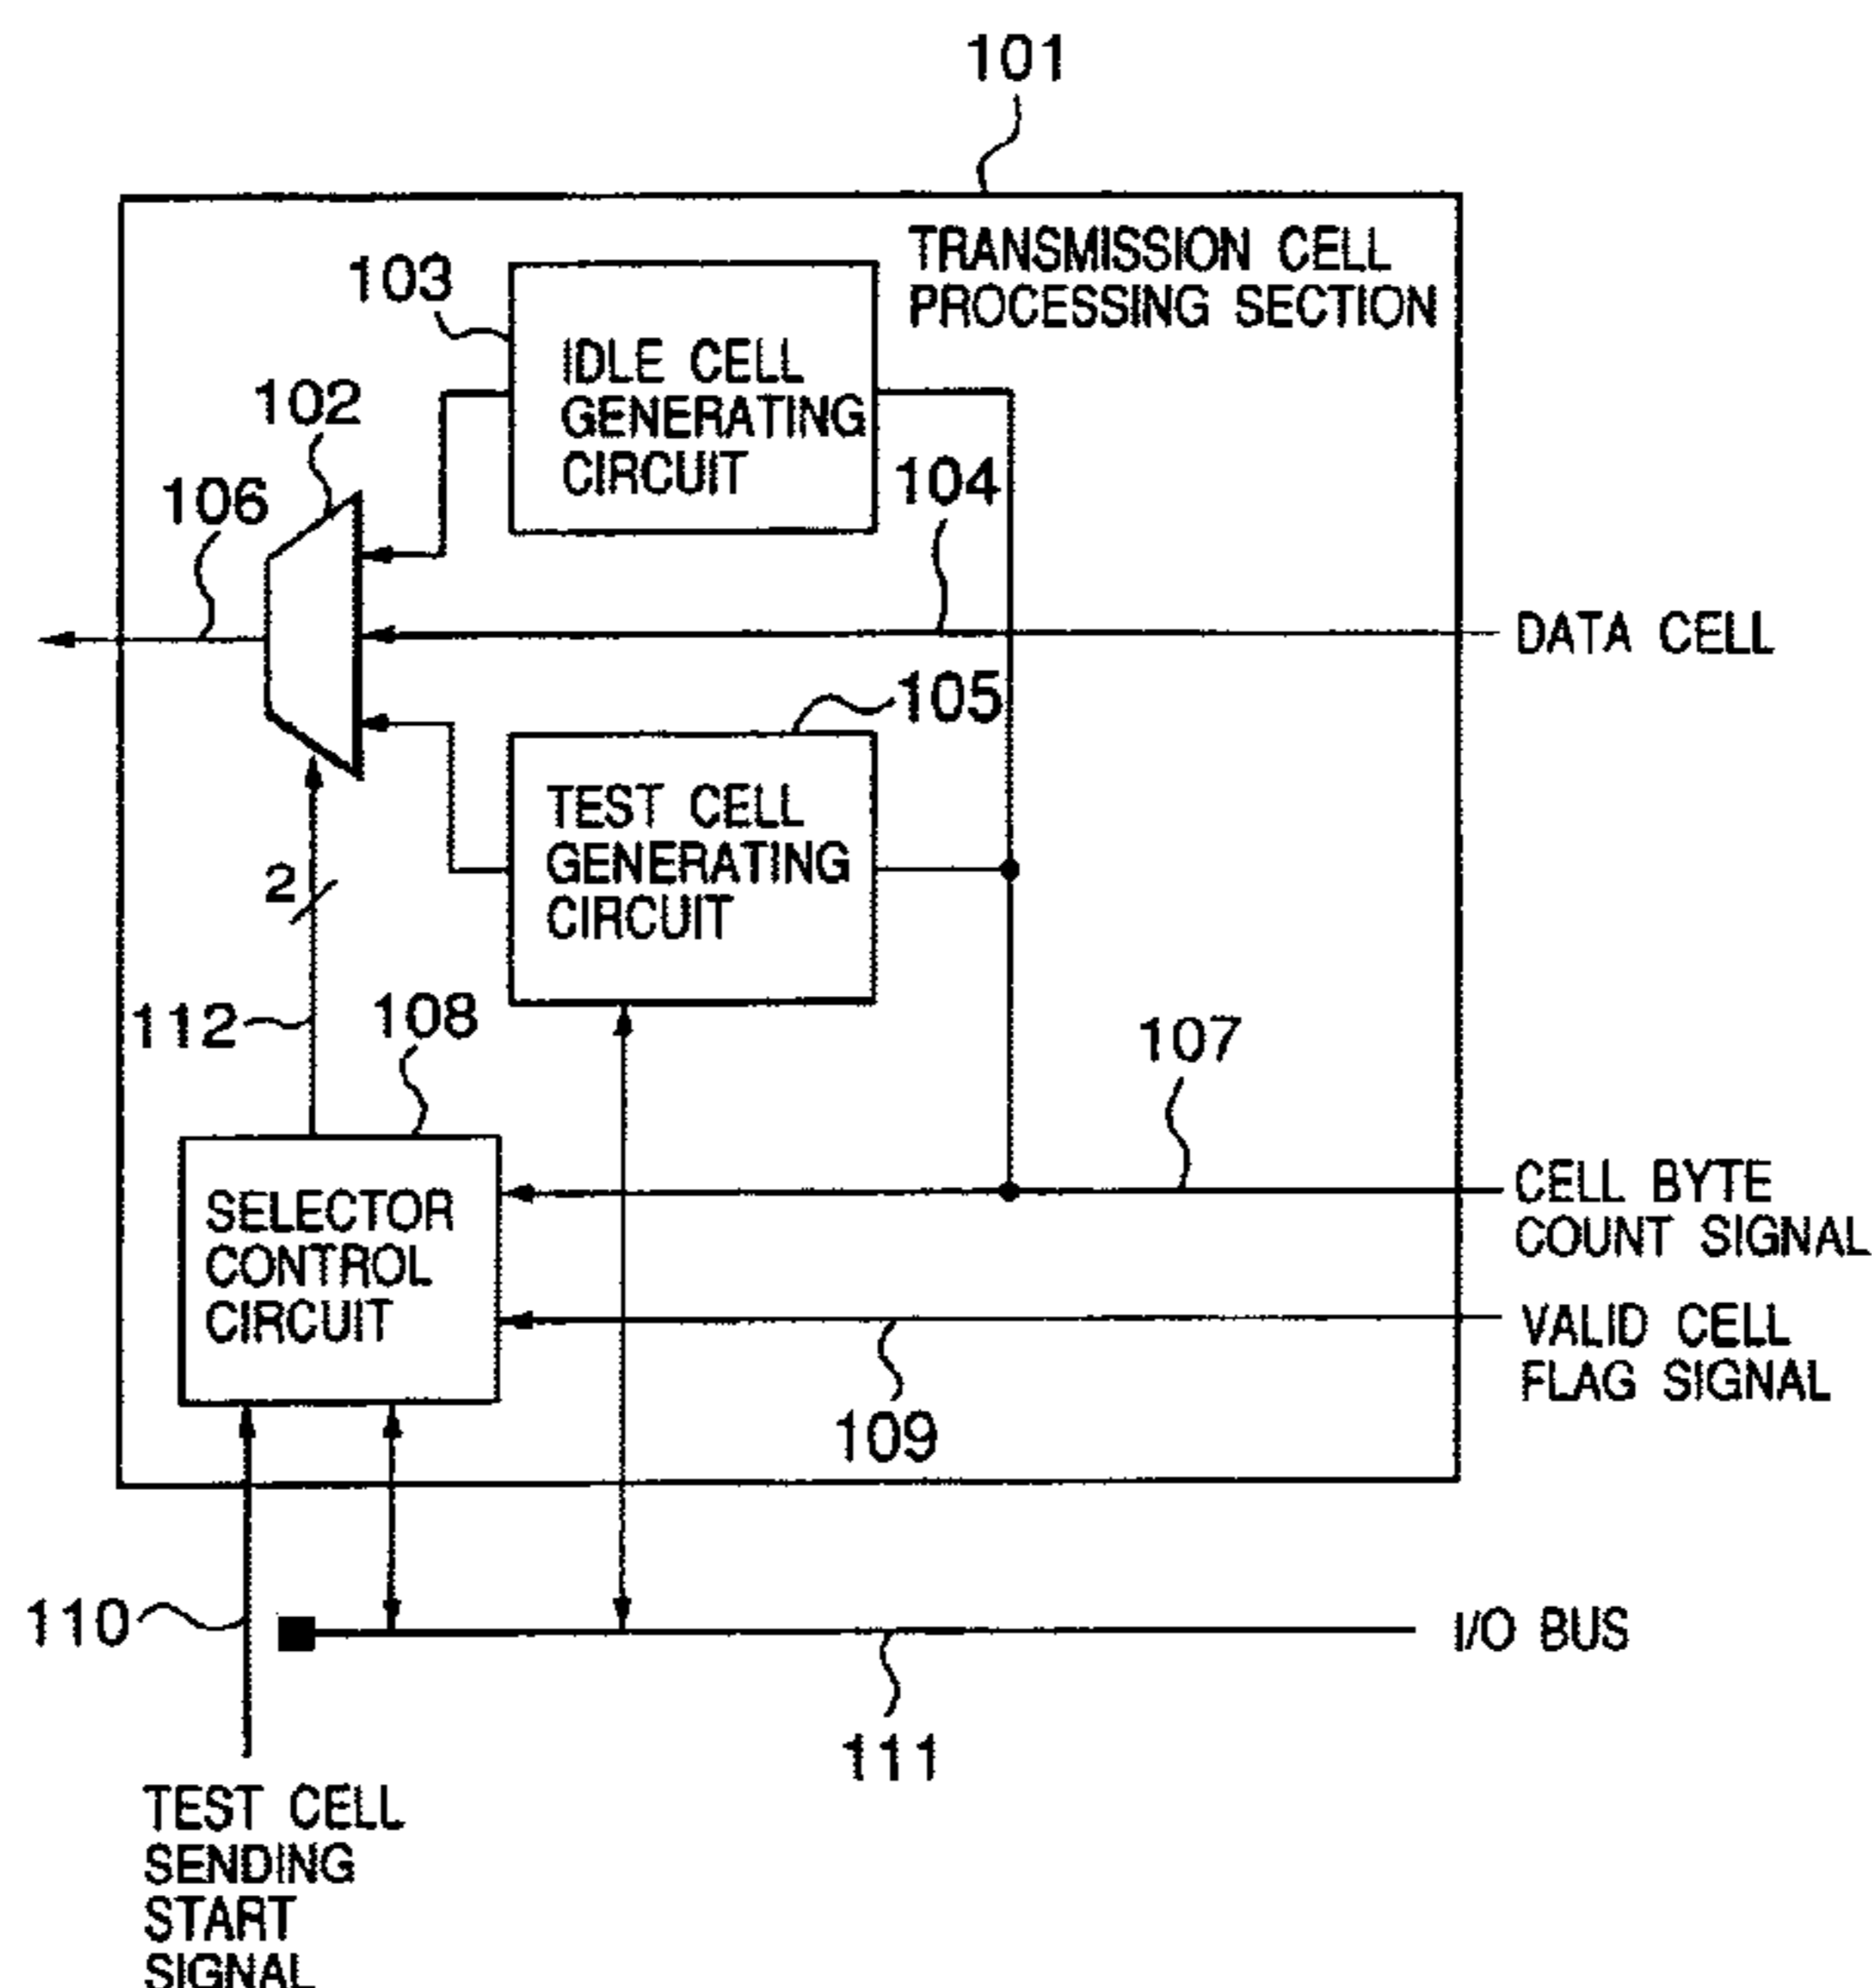 101
TRANSMISSION CELL
PROCESSING SECTION
103
IDLE CELL
GENERATING
CIRCUIT
102
104
106
DATA CELL
105
TEST CELL
GENERATING
CIRCUIT
2
112
108
107
SELECTOR
CONTROL
CIRCUIT
CELL BYTE
COUNT SIGNAL
VALID CELL
FLAG SIGNAL
109
110
I/O BUS
111
TEST CELL
SENDING
START
SIGNAL